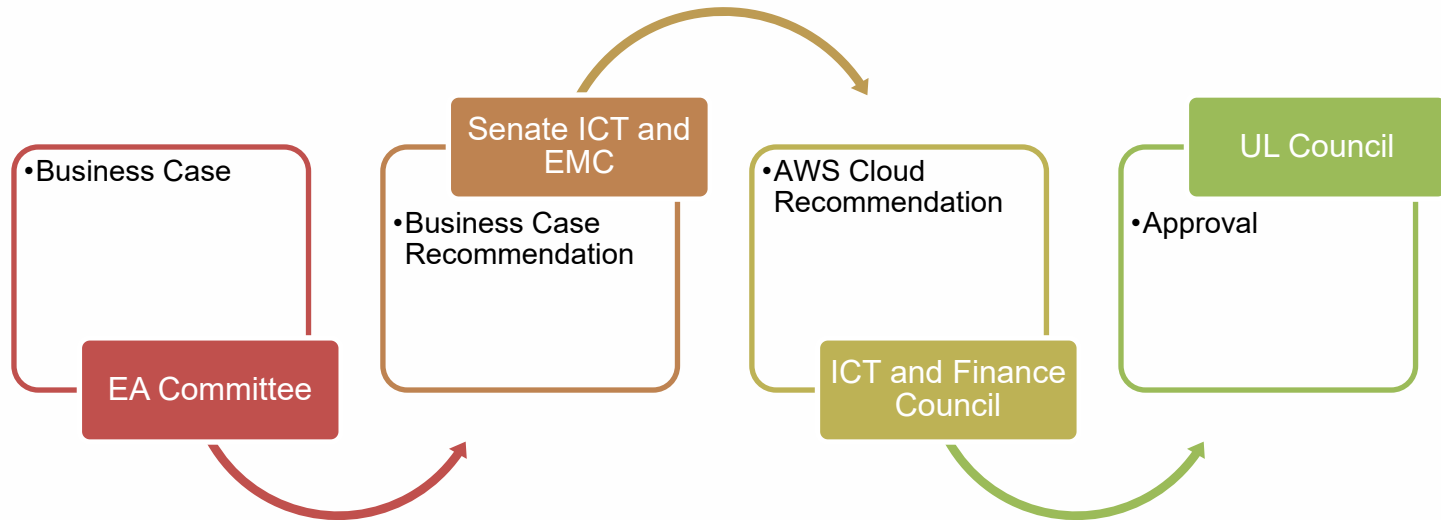 •Business Case
EA Committee
Senate ICT and
EMC
•Business Case
Recommendation
•AWS Cloud
Recommendation
ICT and Finance
Council
UL Council
•Approval